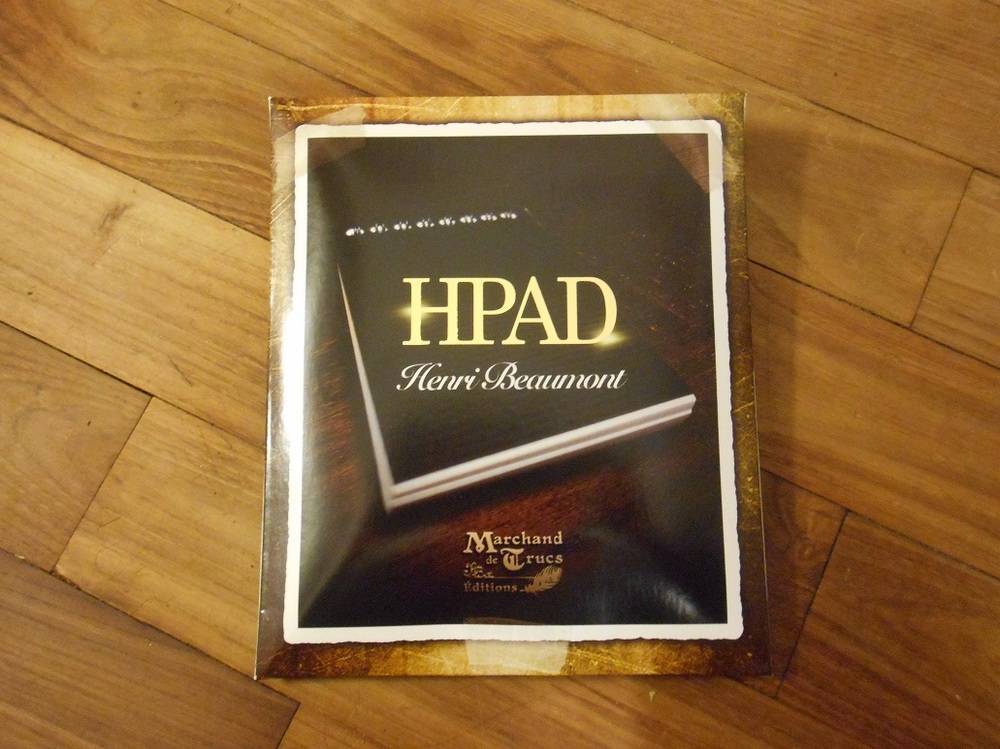 HPAD
Henri Beaumont
Marchand
de Trucs
Éditions